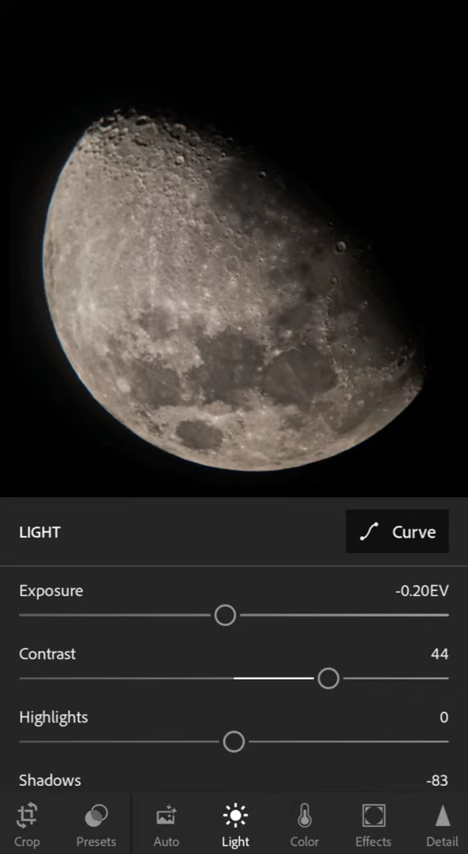 LIGHT
Curve
Exposure -0.20EV
Contrast 44
Highlights 0
Shadows -83
Crop Presets Auto Light Color Effects Detail